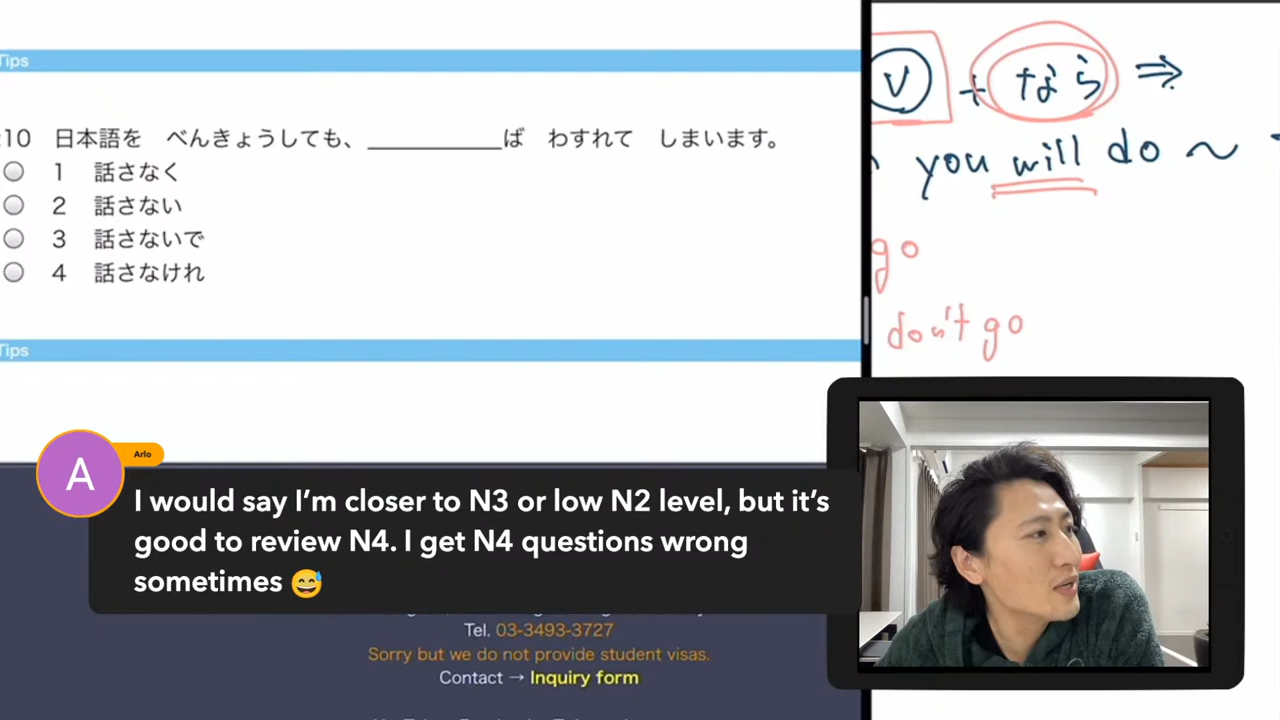 Tips
10 日本語を べんきょうしても、__________ば わすれて しまいます。
1 話さなく
2 話さない
3 話さないで
4 話さなけれ
Tips
V + なら ⇒
you will do ~
go
don't go
A
Arlo
I would say I'm closer to N3 or low N2 level, but it's
good to review N4. I get N4 questions wrong
sometimes 😅
Tel. 03-3493-3727
Sorry but we do not provide student visas.
Contact → Inquiry form